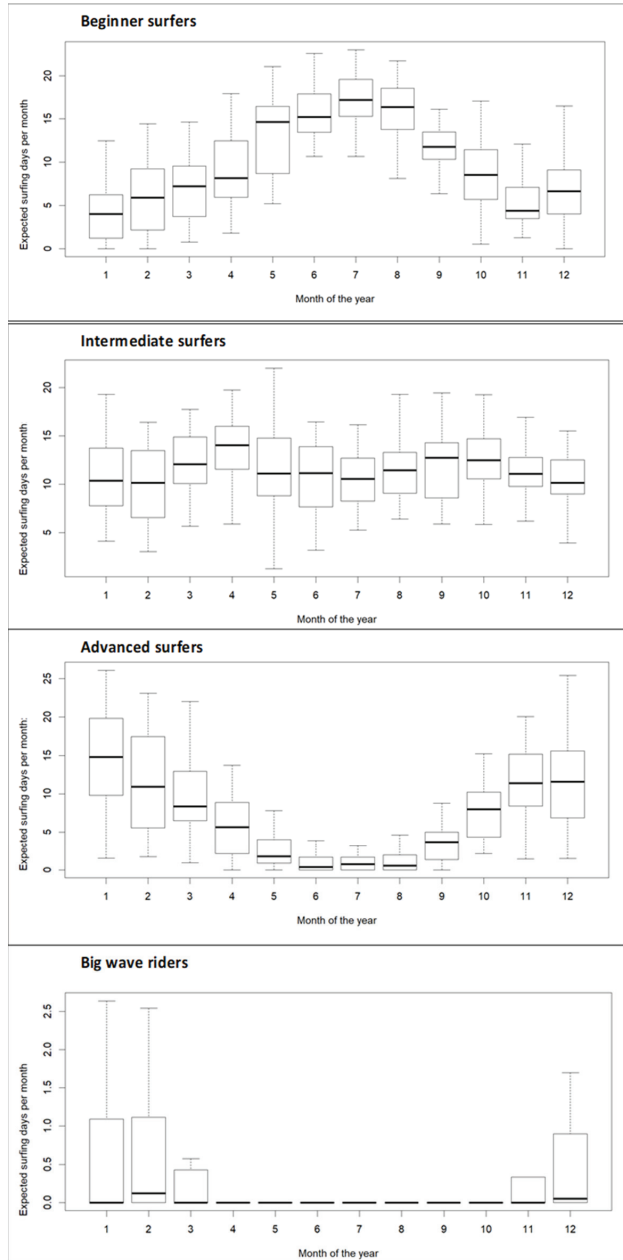 Beginner surfers
Expected surfing days per month
20
15
10
5
0
1 2 3 4 5 6 7 8 9 10 11 12
Month of the year
Intermediate surfers
Expected surfing days per month
20
15
10
5
1 2 3 4 5 6 7 8 9 10 11 12
Month of the year
Advanced surfers
Expected surfing days per month:
25
20
15
10
5
0
1 2 3 4 5 6 7 8 9 10 11 12
Month of the year
Big wave riders
Expected surfing days per month
2.5
2.0
1.5
1.0
0.5
0.0
1 2 3 4 5 6 7 8 9 10 11 12
Month of the year